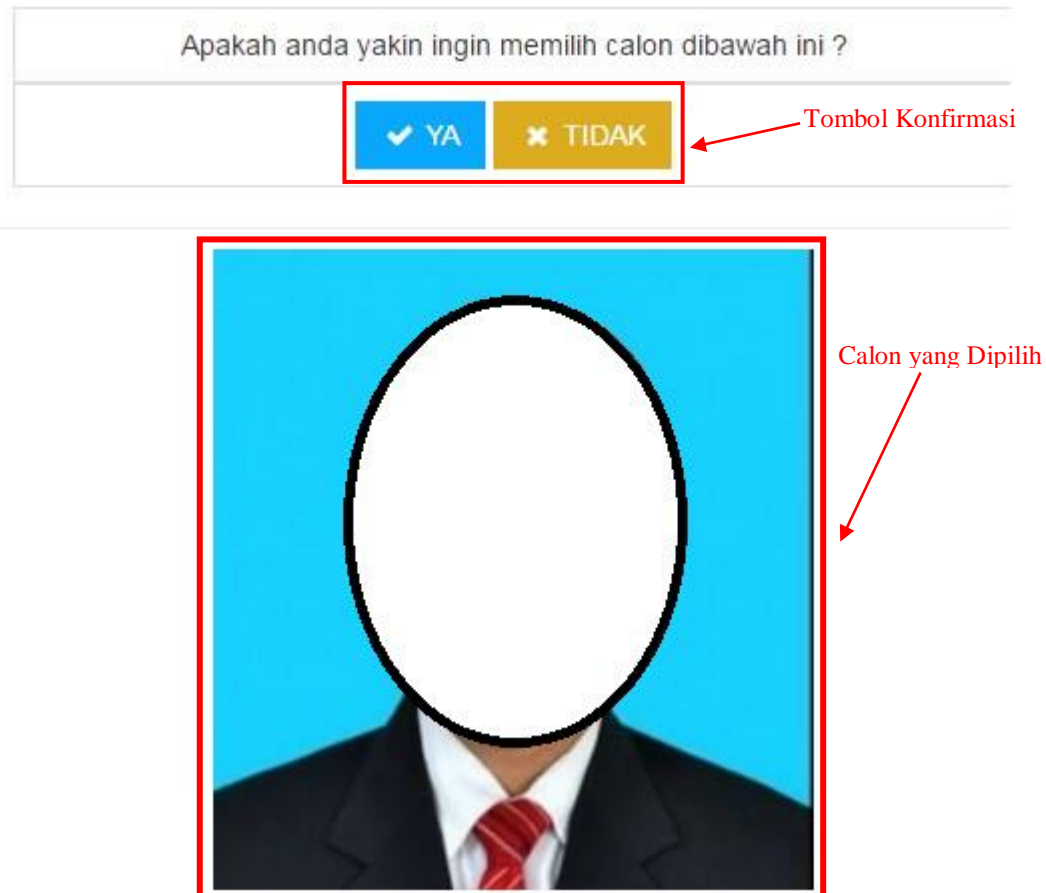 Apakah anda yakin ingin memilih calon dibawah ini ?
YA
TIDAK
Tombol Konfirmasi
Calon yang Dipilih